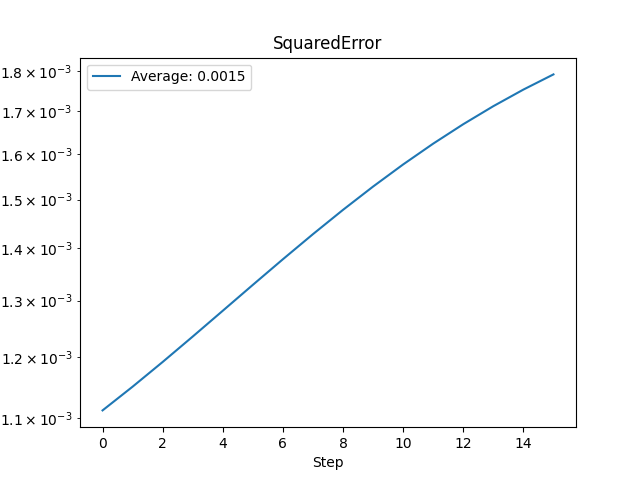 SquaredError
Average: 0.0015
1.8 × 10⁻³
1.7 × 10⁻³
1.6 × 10⁻³
1.5 × 10⁻³
1.4 × 10⁻³
1.3 × 10⁻³
1.2 × 10⁻³
1.1 × 10⁻³
0 2 4 6 8 10 12 14
Step